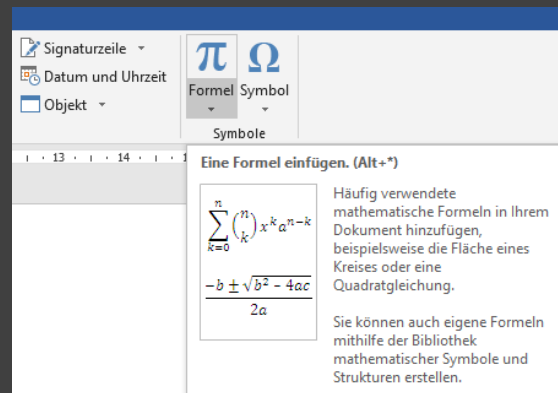 Signaturzeile
Datum und Uhrzeit
Objekt
π Ω
Formel Symbol
Symbole
13 14 1
Eine Formel einfügen. (Alt+*)
n
∑ (n k) x^k a^n−k
k=0
−b ± √b² − 4ac
2a
Häufig verwendete
mathematische Formeln in Ihrem
Dokument hinzufügen,
beispielsweise die Fläche eines
Kreises oder eine
Quadratgleichung.
Sie können auch eigene Formeln
mithilfe der Bibliothek
mathematischer Symbole und
Strukturen erstellen.